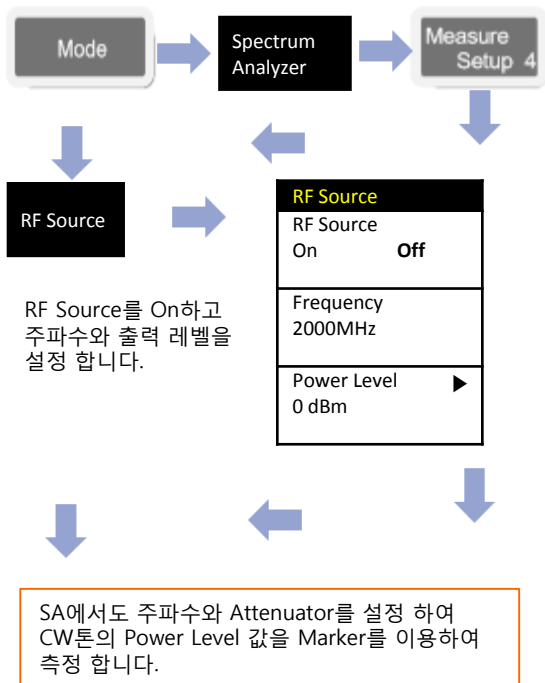 Mode
Spectrum
Analyzer
Measure
Setup 4
RF Source
RF Source
RF Source
On Off
Frequency
2000MHz
Power Level ▶
0 dBm
RF Source를 On하고
주파수와 출력 레벨을
설정 합니다.
SA에서도 주파수와 Attenuator를 설정 하여
CW톤의 Power Level 값을 Marker를 이용하여
측정 합니다.